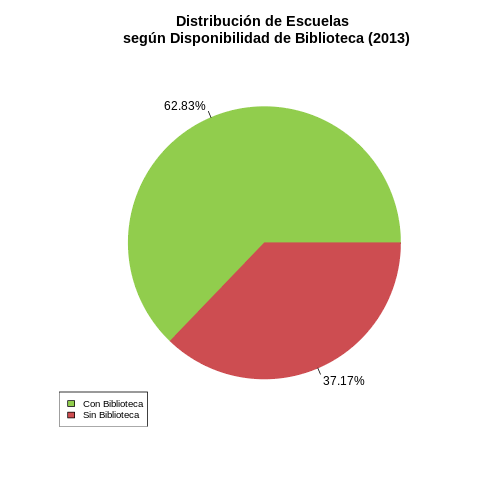 Distribución de Escuelas
según Disponibilidad de Biblioteca (2013)
62.83%
37.17%
Con Biblioteca
Sin Biblioteca